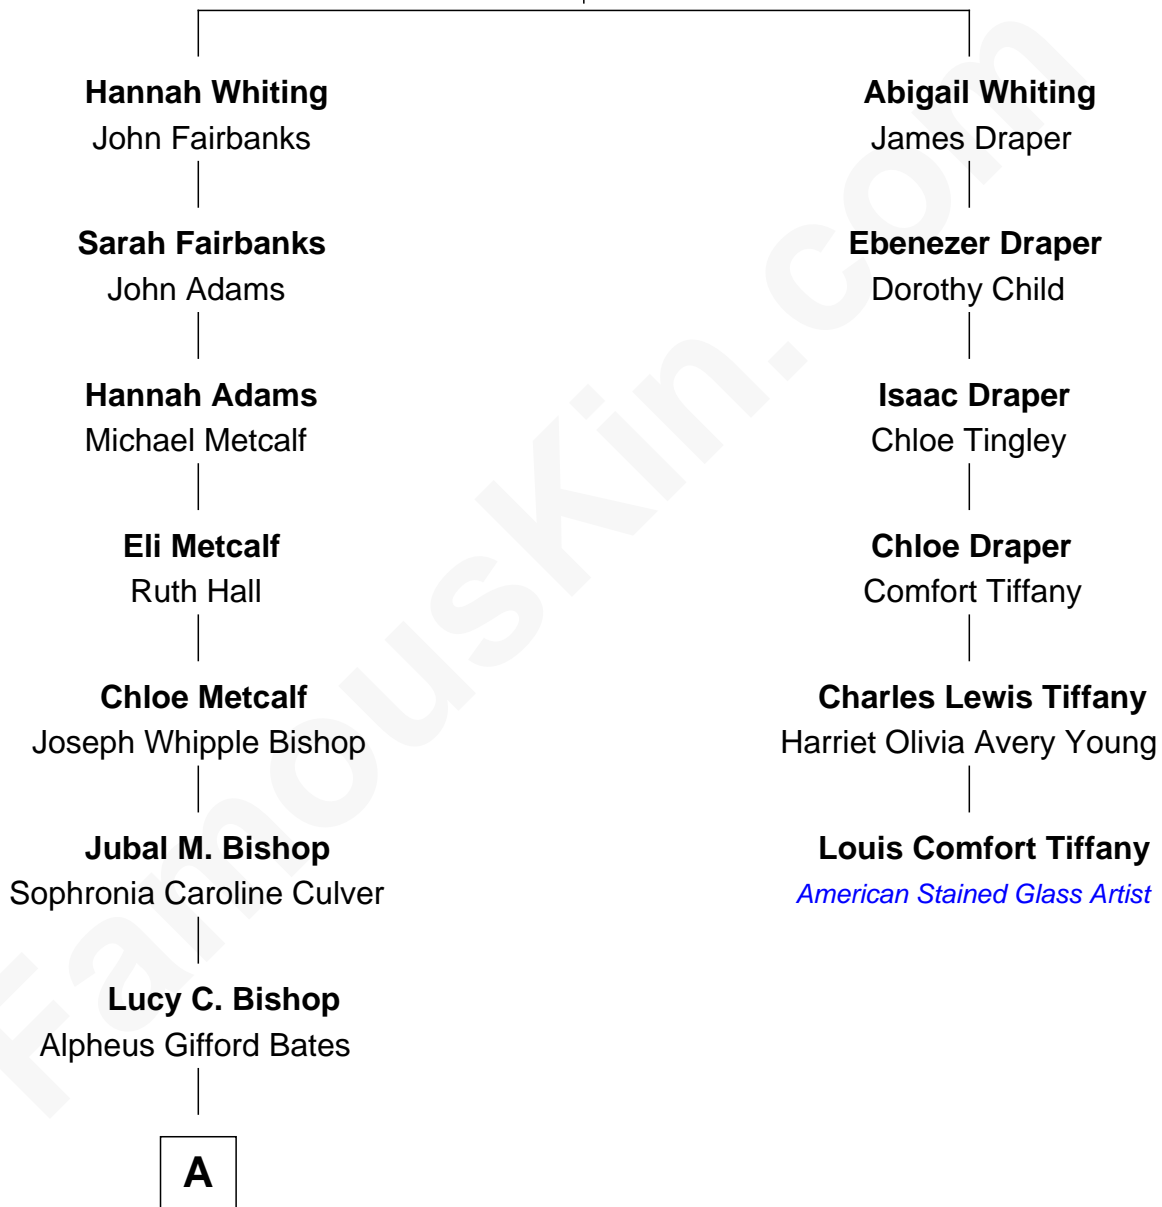 Hannah Whiting
John Fairbanks
Abigail Whiting
James Draper
Sarah Fairbanks
John Adams
Ebenezer Draper
Dorothy Child
Hannah Adams
Michael Metcalf
Isaac Draper
Chloe Tingley
Eli Metcalf
Ruth Hall
Chloe Draper
Comfort Tiffany
Chloe Metcalf
Joseph Whipple Bishop
Charles Lewis Tiffany
Harriet Olivia Avery Young
Jubal M. Bishop
Sophronia Caroline Culver
Louis Comfort Tiffany
American Stained Glass Artist
Lucy C. Bishop
Alpheus Gifford Bates
A
FamousKin.com